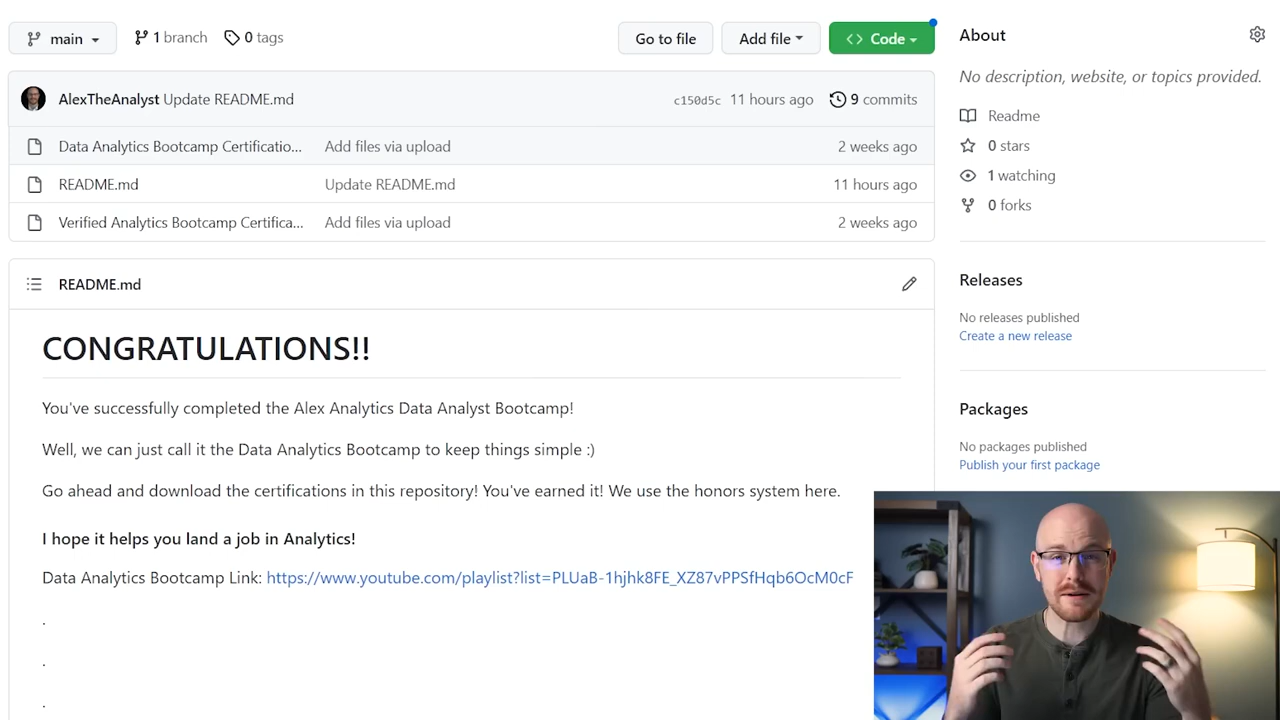 main
1 branch
0 tags
Go to file
Add file
<> Code
AlexTheAnalyst Update README.md
c150d5c 11 hours ago
9 commits
Data Analytics Bootcamp Certificatio...
Add files via upload
2 weeks ago
README.md
Update README.md
11 hours ago
Verified Analytics Bootcamp Certifica...
Add files via upload
2 weeks ago
README.md
CONGRATULATIONS!!
You've successfully completed the Alex Analytics Data Analyst Bootcamp!
Well, we can just call it the Data Analytics Bootcamp to keep things simple :)
Go ahead and download the certifications in this repository! You've earned it! We use the honors system here.
I hope it helps you land a job in Analytics!
Data Analytics Bootcamp Link: https://www.youtube.com/playlist?list=PLUaB-1hjhk8FE_XZ87vPPSfHqb6OcM0cF
.
.
.
About
No description, website, or topics provided.
Readme
0 stars
1 watching
0 forks
Releases
No releases published
Create a new release
Packages
No packages published
Publish your first package